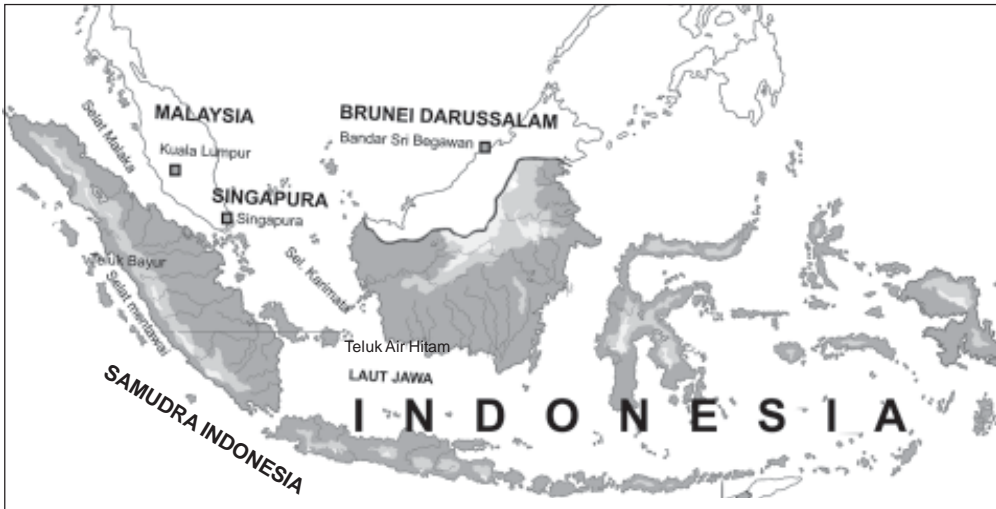 MALAYSIA
BRUNEI DARUSSALAM
Bandar Sri Begawan
Selat Malaka
Kuala Lumpur
SINGAPURA
Singapura
Teluk Bayur
Sel. Karimata
Selat mentawai
Teluk Air Hitam
LAUT JAWA
SAMUDRA INDONESIA
INDONESIA